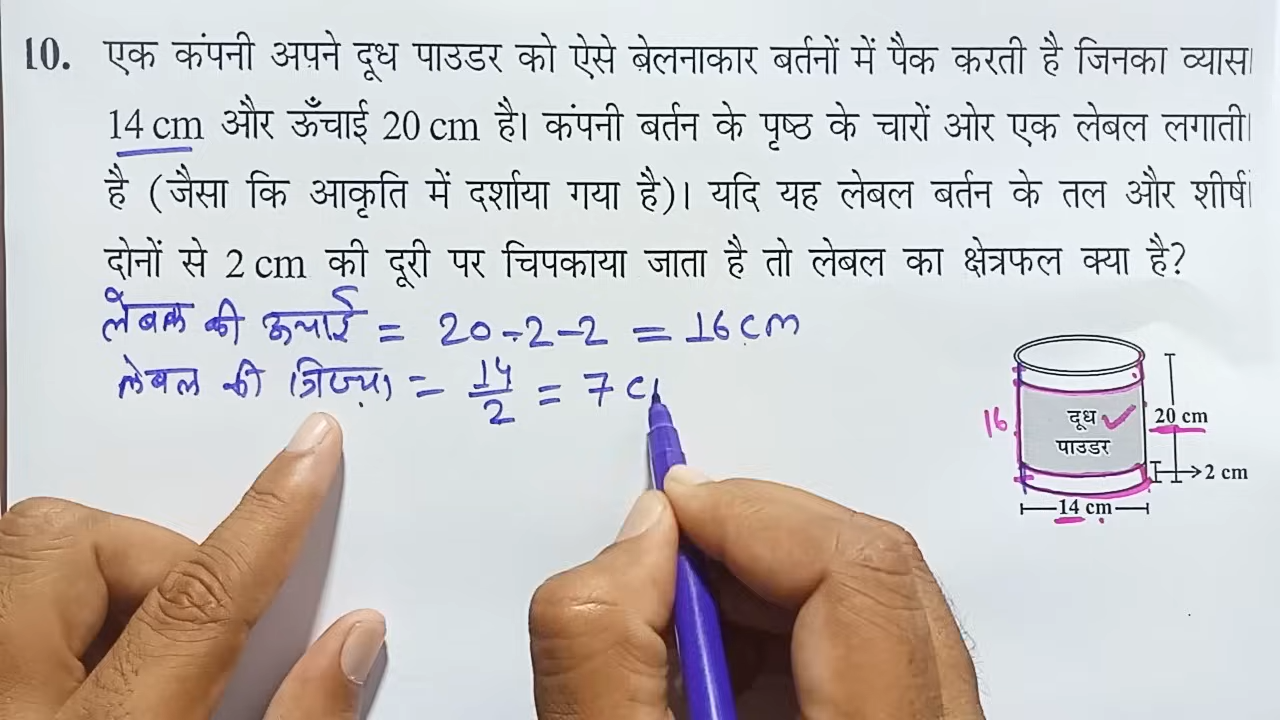 10. एक कंपनी अपने दूध पाउडर को ऐसे बेलनाकार बर्तनों में पैक करती है जिनका व्यास
14 cm और ऊँचाई 20 cm है। कंपनी बर्तन के पृष्ठ के चारों ओर एक लेबल लगाती
है (जैसा कि आकृति में दर्शाया गया है)। यदि यह लेबल बर्तन के तल और शीर्ष
दोनों से 2 cm की दूरी पर चिपकाया जाता है तो लेबल का क्षेत्रफल क्या है?
लेबल की ऊचाई = 20-2-2 = 16 cm
लेबल की त्रिज्या = 14/2 = 7 c
16
दूध
पाउडर
20 cm
2 cm
14 cm